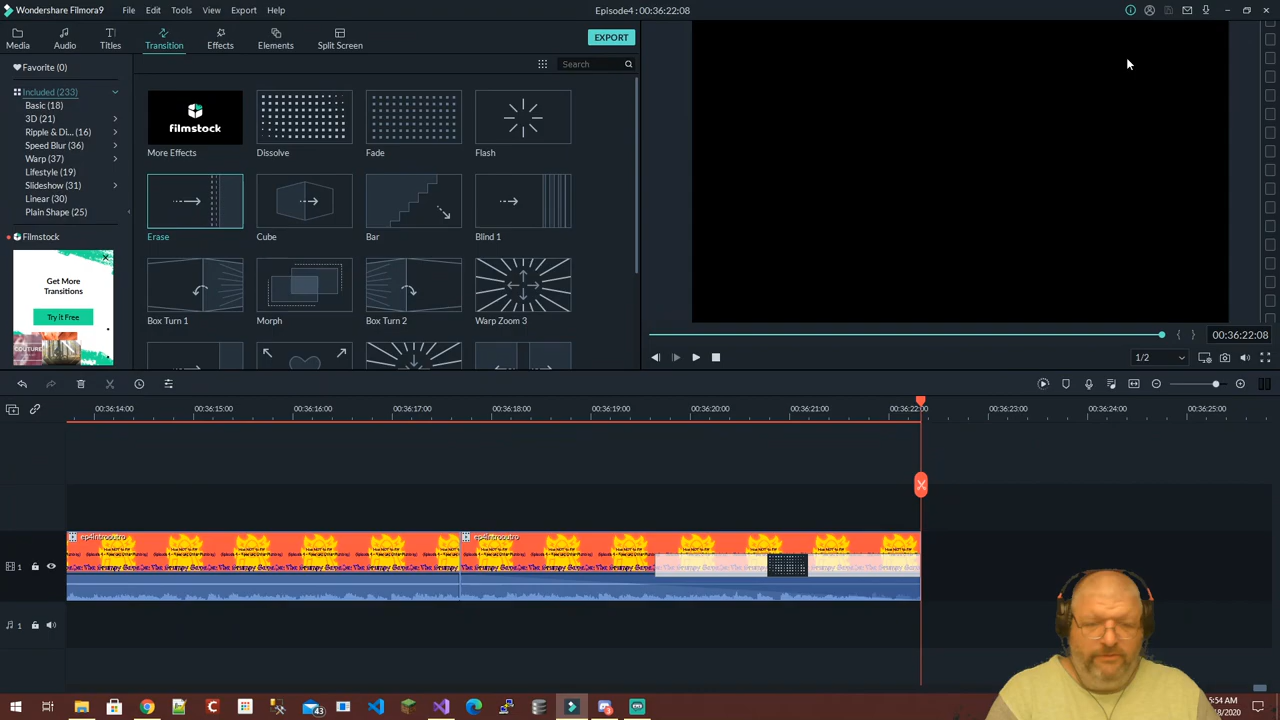 Wondershare Filmora9 File Edit Tools View Export Help Episode4 : 00:36:22:08
Media Audio Titles Transition Effects Elements Split Screen EXPORT
Favorite (0)
Search
Included (233)
Basic (18)
3D (21)
Ripple & Di... (16)
Speed Blur (36)
Warp (37)
Lifestyle (19)
Slideshow (31)
Linear (30)
Plain Shape (25)
Filmstock
Get More
Transitions
Try It Free
COUTURE
filmstock
More Effects Dissolve Fade Flash
Erase Cube Bar Blind 1
Box Turn 1 Morph Box Turn 2 Warp Zoom 3
00:36:22:08
1/2
00:36:14:00 00:36:15:00 00:36:16:00 00:36:17:00 00:36:18:00 00:36:19:00 00:36:20:00 00:36:21:00 00:36:22:00 00:36:23:00 00:36:24:00 00:36:25:00
ep4introoutro ep4introoutro
1
1
43